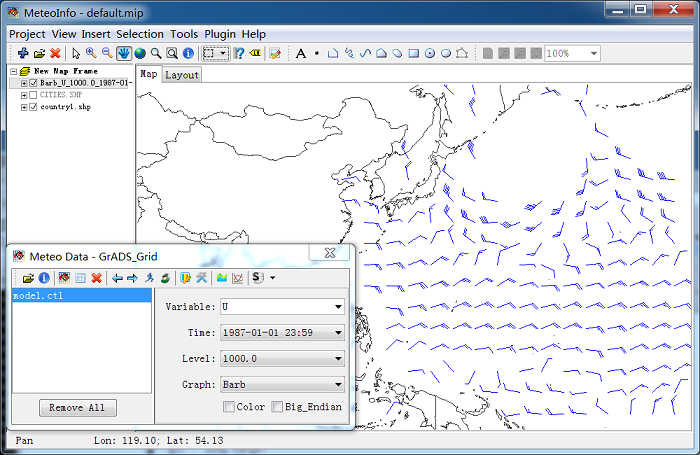 MeteoInfo - default.mip
Project View Insert Selection Tools Plugin Help
A
100%
New Map Frame
Barb_U_1000.0_1987-01-
CITIES.SHP
country1.shp
Map Layout
Meteo Data - GrADS_Grid
model.ctl
Remove All
Variable: U
Time: 1987-01-01 23:59
Level: 1000.0
Graph: Barb
Color Big_Endian
Pan Lon: 119.10; Lat: 54.13